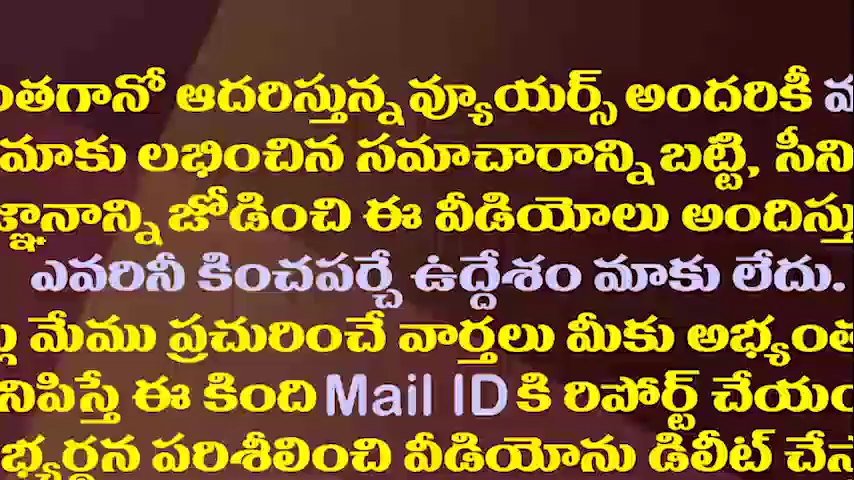 ంతగానో ఆదరిస్తున్న వ్యూయర్స్ అందరికీ
మాకు లభించిన సమాచారాన్ని బట్టి, సీని
జ్ఞానాన్ని జోడించి ఈ వీడియోలు అందిస్తు
ఎవరినీ కించపర్చే ఉద్దేశం మాకు లేదు.
మేము ప్రచురించే వార్తలు మీకు అభ్యంత
నిపిస్తే ఈ కింది Mail ID కి రిపోర్ట్ చేయం
భ్యర్థన పరిశీలించి వీడియోను డిలీట్ చేస